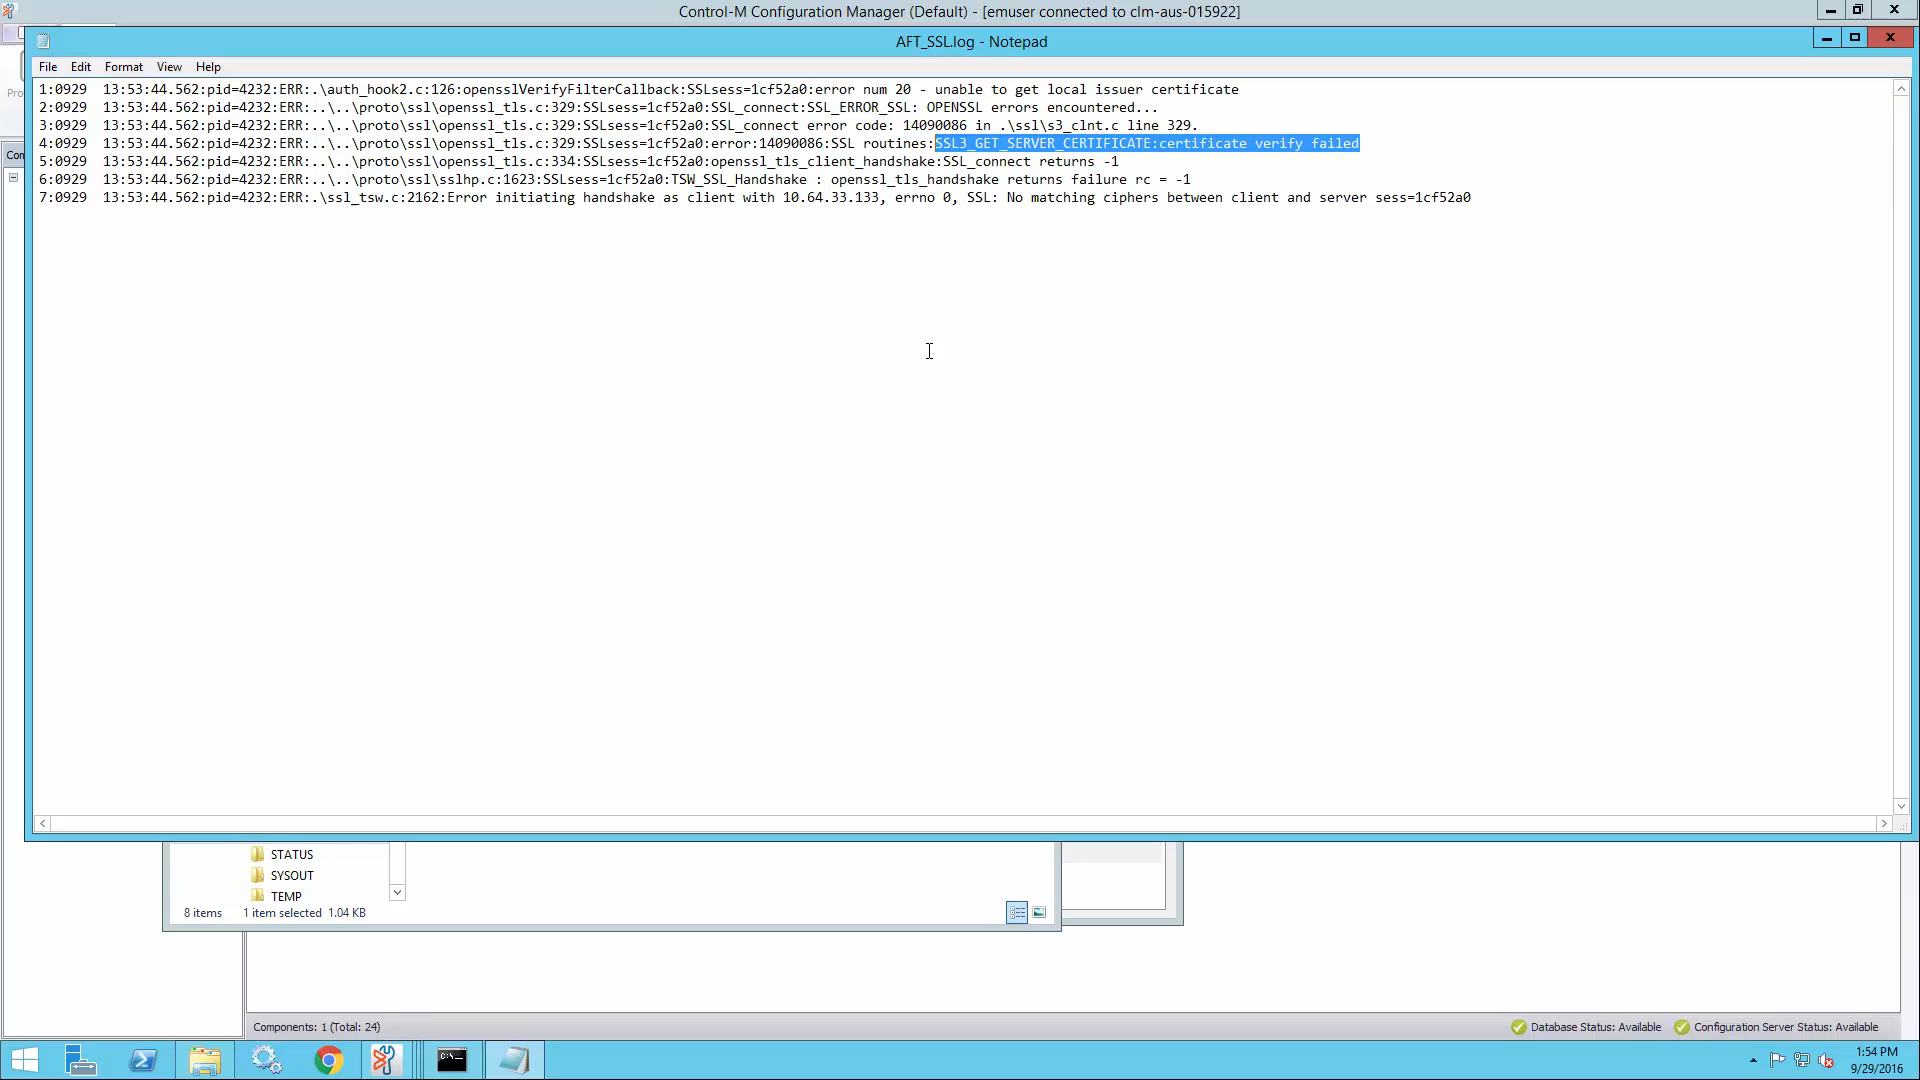 Control-M Configuration Manager (Default) - [emuser connected to clm-aus-015922]
AFT_SSL.log - Notepad
File Edit Format View Help
1:0929 13:53:44.562:pid=4232:ERR:.\auth_hook2.c:126:opensslVerifyFilterCallback:SSLsess=1cf52a0:error num 20 - unable to get local issuer certificate
2:0929 13:53:44.562:pid=4232:ERR:..\..\proto\ssl\openssl_tls.c:329:SSLsess=1cf52a0:SSL_connect:SSL_ERROR_SSL: OPENSSL errors encountered...
3:0929 13:53:44.562:pid=4232:ERR:..\..\proto\ssl\openssl_tls.c:329:SSLsess=1cf52a0:SSL_connect error code: 14090086 in .\ssl\s3_clnt.c line 329.
4:0929 13:53:44.562:pid=4232:ERR:..\..\proto\ssl\openssl_tls.c:329:SSLsess=1cf52a0:error:14090086:SSL routines:SSL3_GET_SERVER_CERTIFICATE:certificate verify failed
5:0929 13:53:44.562:pid=4232:ERR:..\..\proto\ssl\openssl_tls.c:334:SSLsess=1cf52a0:openssl_tls_client_handshake:SSL_connect returns -1
6:0929 13:53:44.562:pid=4232:ERR:..\..\proto\ssl\sslhp.c:1623:SSLsess=1cf52a0:TSW_SSL_Handshake : openssl_tls_handshake returns failure rc = -1
7:0929 13:53:44.562:pid=4232:ERR:.\ssl_tsw.c:2162:Error initiating handshake as client with 10.64.33.133, errno 0, SSL: No matching ciphers between client and server sess=1cf52a0
Pro
Con
STATUS
SYSOUT
TEMP
8 items 1 item selected 1.04 KB
Components: 1 (Total: 24)
Database Status: Available
Configuration Server Status: Available
1:54 PM
9/29/2016